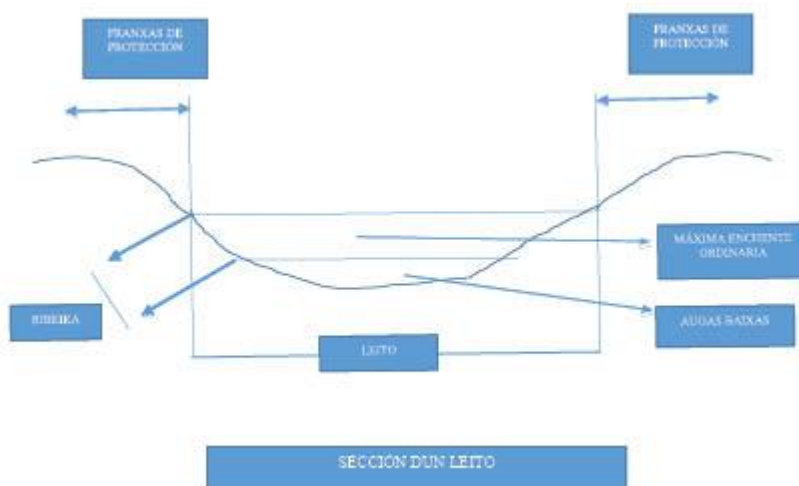 FRANXAS DE
PROTECCIÓN
FRANXAS DE
PROTECCIÓN
MÁXIMA ENCHENTE
ORDINARIA
RIBEIRA
AUGAS BAIXAS
LEITO
SECCIÓN DUN LEITO